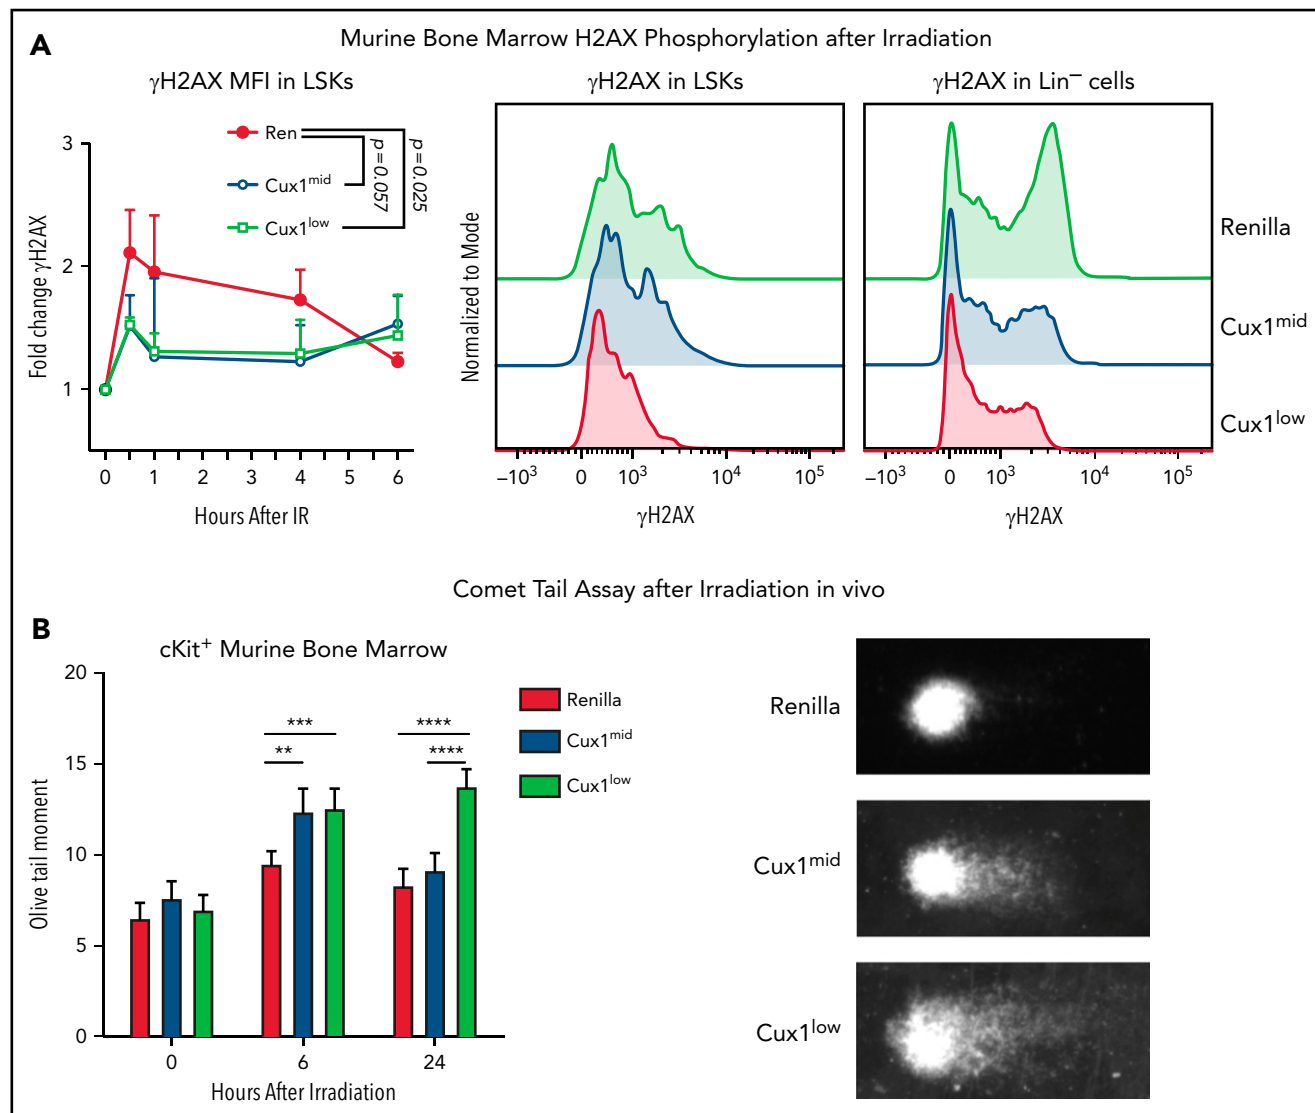 A
Murine Bone Marrow H2AX Phosphorylation after Irradiation
γH2AX MFI in LSKs
Fold change γH2AX
3
2
1
Ren
Cux1mid
Cux1low
p=0.057
p=0.025
0 1 2 3 4 5 6
Hours After IR
γH2AX in LSKs
Normalized to Mode
−10³ 0 10³ 10⁴ 10⁵
γH2AX
γH2AX in Lin⁻ cells
Renilla
Cux1mid
Cux1low
−10³ 0 10³ 10⁴ 10⁵
γH2AX
Comet Tail Assay after Irradiation in vivo
B
cKit⁺ Murine Bone Marrow
Olive tail moment
20
15
10
5
0
**
***
****
****
0 6 24
Hours After Irradiation
Renilla
Cux1mid
Cux1low
Renilla
Cux1mid
Cux1low